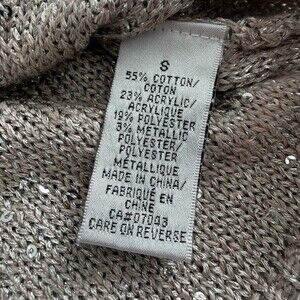 S
55% COTTON/
COTON
23% ACRYLIC/
ACRYLIQUE
19% POLYESTER
3% METALLIC
POLYESTER/
POLYESTER
METALLIQUE
MADE IN CHINA/
FABRIQUÉ EN
CHINE
CA#07043
CARE ON REVERSE